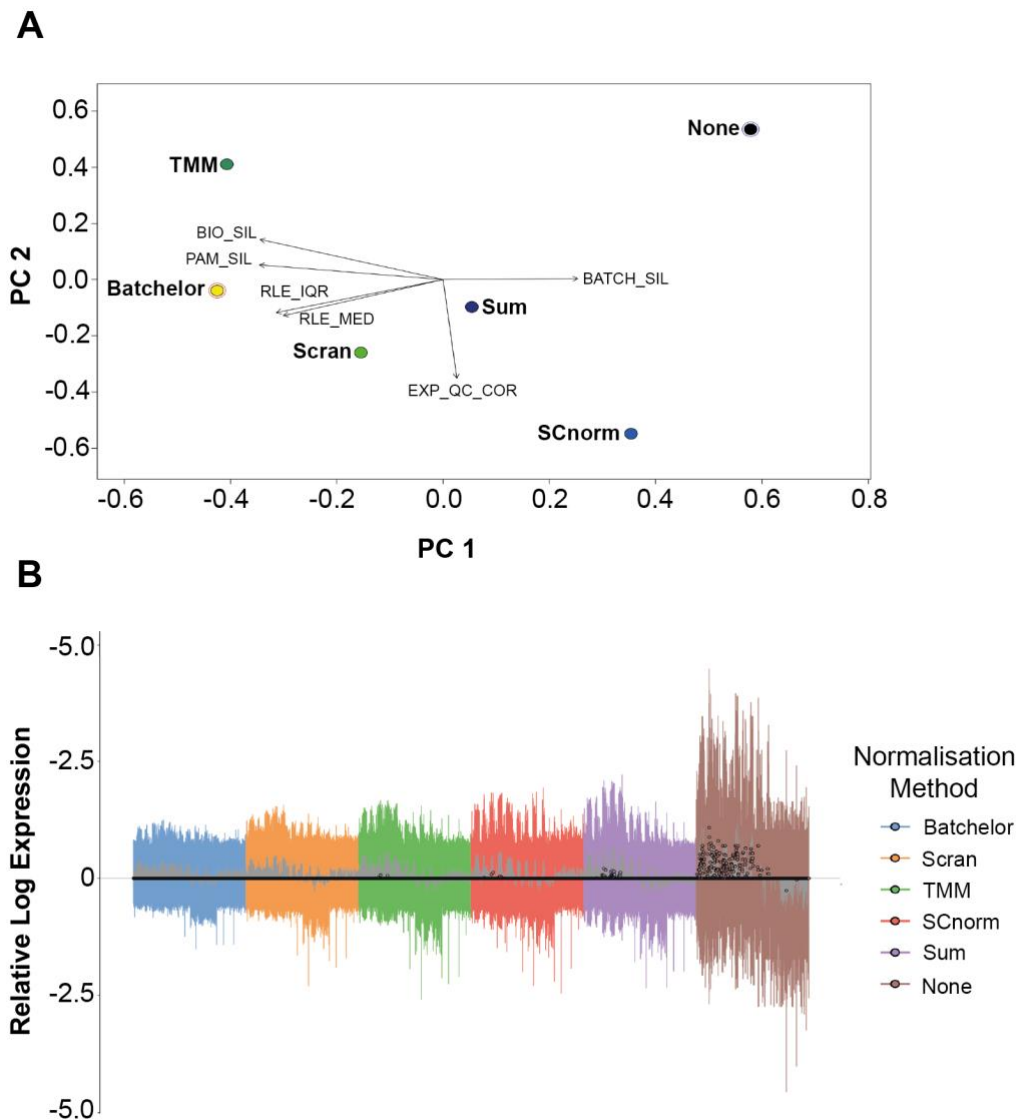 A
PC 2
0.6
0.4
0.2
0.0
-0.2
-0.4
-0.6
None
TMM
BIO_SIL
PAM_SIL
BATCH_SIL
Batchelor
RLE_IQR
RLE_MED
Sum
Scran
EXP_QC_COR
SCnorm
-0.6 -0.4 -0.2 0.0 0.2 0.4 0.6 0.8
PC 1
B
Relative Log Expression
-5.0
-2.5
0
-2.5
-5.0
Normalisation
Method
Batchelor
Scran
TMM
SCnorm
Sum
None